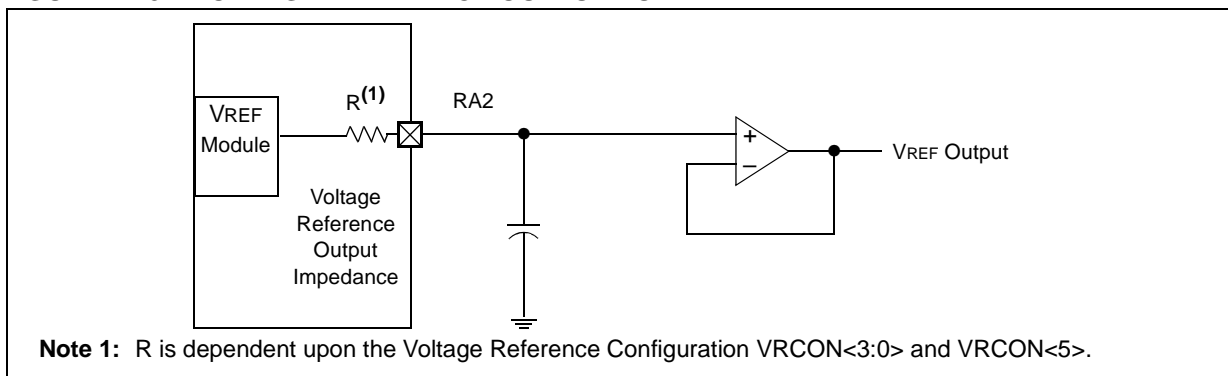 VREF
Module
R(1)
RA2
Voltage
Reference
Output
Impedance
+
–
VREF Output
Note 1: R is dependent upon the Voltage Reference Configuration VRCON<3:0> and VRCON<5>.